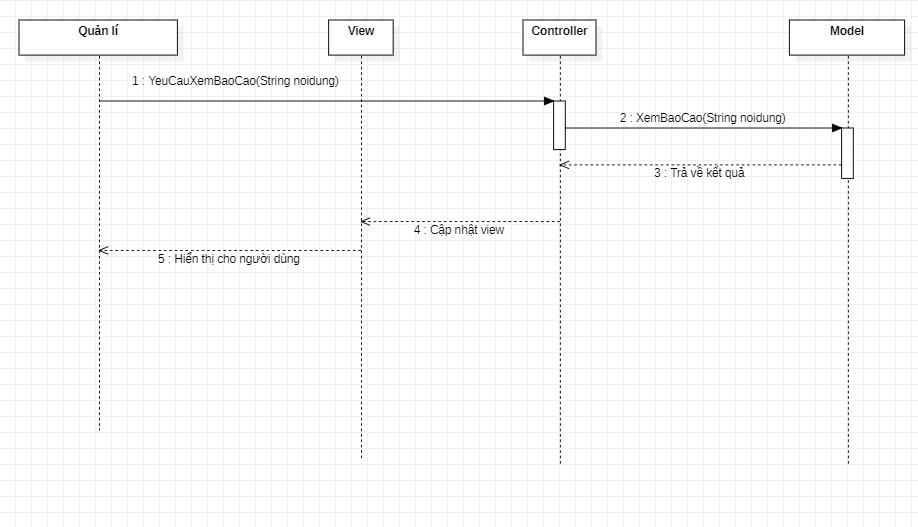 Quản lí
View
Controller
Model
1 : YeuCauXemBaoCao(String noidung)
2 : XemBaoCao(String noidung)
3 : Trả về kết quả
4 : Cập nhật view
5 : Hiển thị cho người dùng